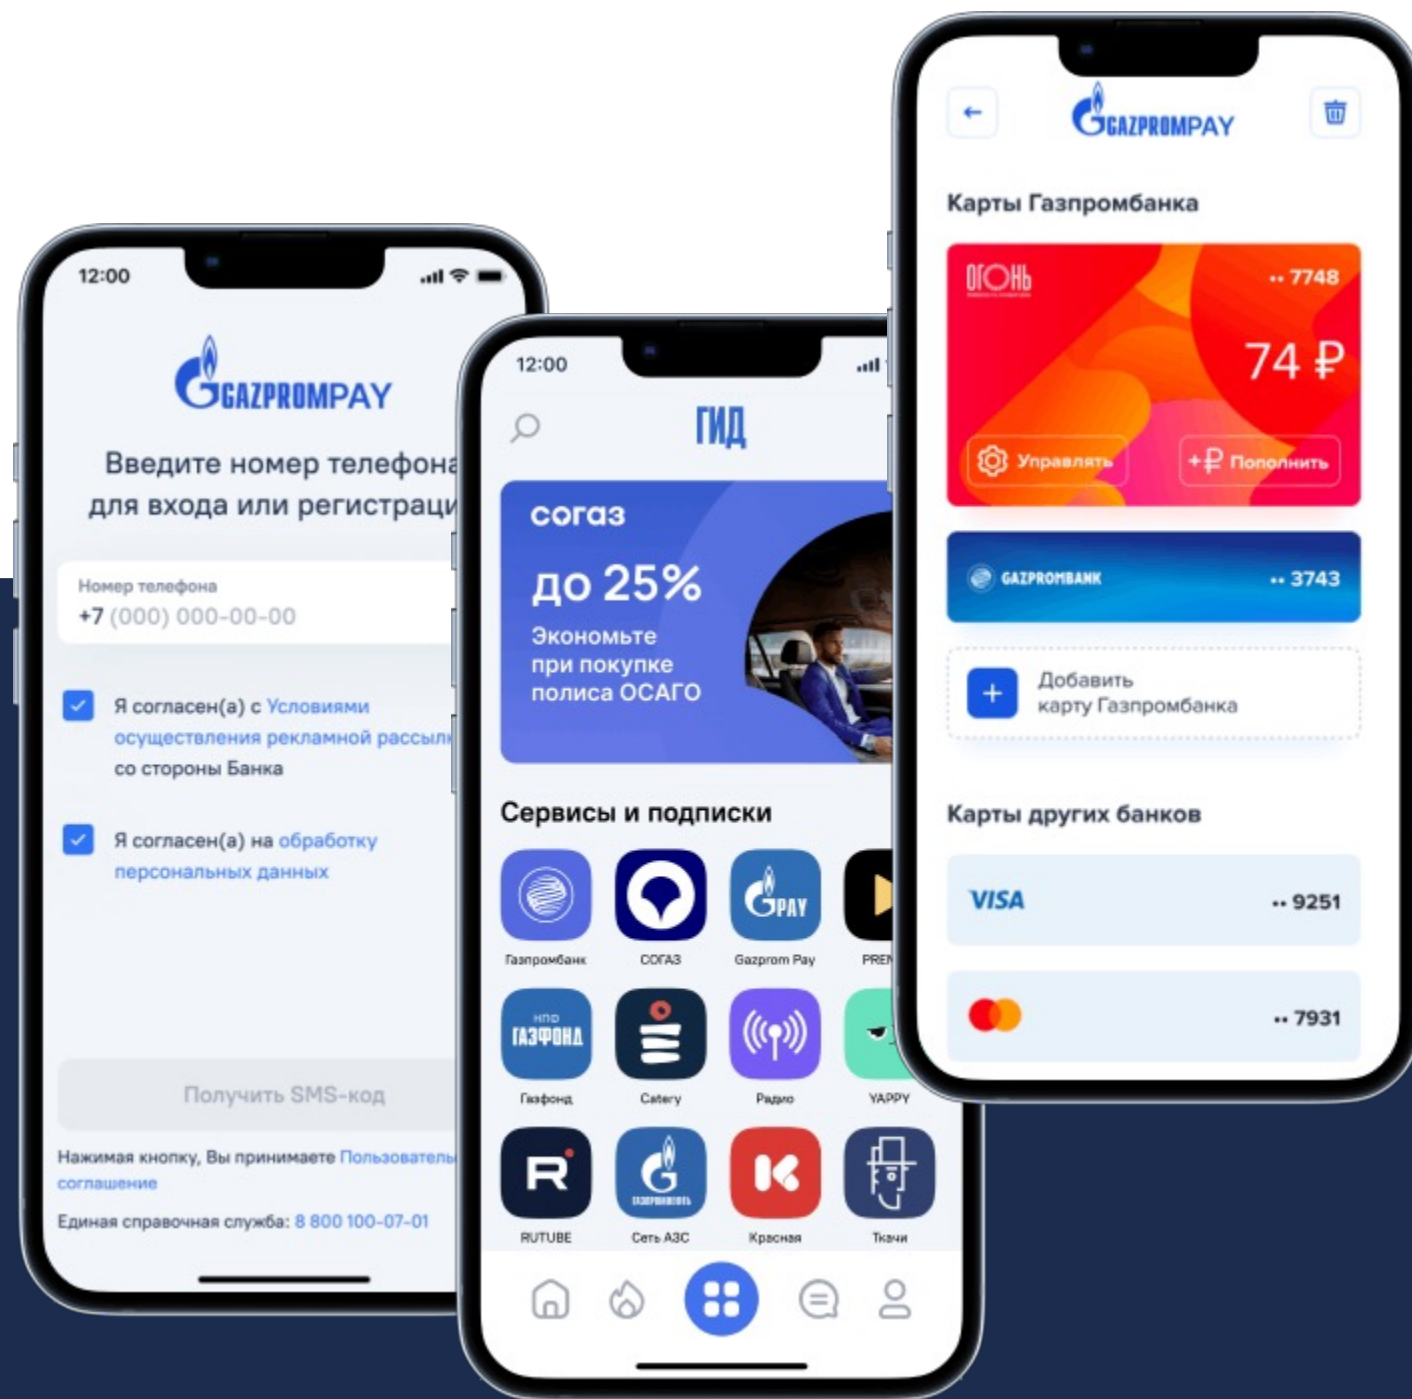 12:00
GAZPROMPAY
Введите номер телефона
для входа или регистраци
Номер телефона
+7 (000) 000-00-00
Я согласен(а) с Условиями
осуществления рекламной рассыл
со стороны Банка
Я согласен(а) на обработку
персональных данных
Получить SMS-код
Нажимая кнопку, Вы принимаете Пользователь
соглашение
Единая справочная служба: 8 800 100-07-01
12:00
ГИД
согаз
до 25%
Экономьте
при покупке
полиса ОСАГО
Сервисы и подписки
PAY
Газпромбанк СОГАЗ Gazprom Pay PREM
НПФ
ГАЗФОНД
Газфонд Catery Радио YAPPY
R
ГАЗПРОМНЕФТЬ
RUTUBE Сеть АЗС Красная Ткачи
GAZPROMPAY
Карты Газпромбанка
ОГОНЬ •• 7748
74 ₽
Управлять +₽ Пополнить
GAZPROMBANK •• 3743
Добавить
карту Газпромбанка
Карты других банков
VISA •• 9251
•• 7931